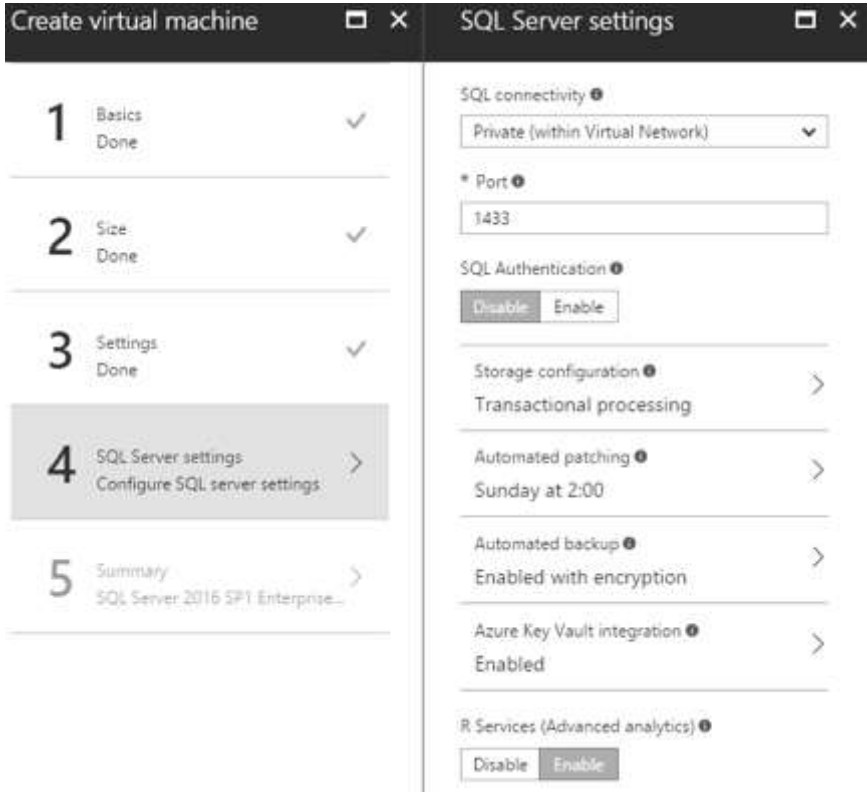 Create virtual machine
1
Basics
Done
2
Size
Done
3
Settings
Done
4
SQL Server settings
Configure SQL server settings
5
Summary
SQL Server 2016 SP1 Enterprise...
SQL Server settings
SQL connectivity
Private (within Virtual Network)
* Port
1433
SQL Authentication
Disable Enable
Storage configuration
Transactional processing
Automated patching
Sunday at 2:00
Automated backup
Enabled with encryption
Azure Key Vault integration
Enabled
R Services (Advanced analytics)
Disable Enable